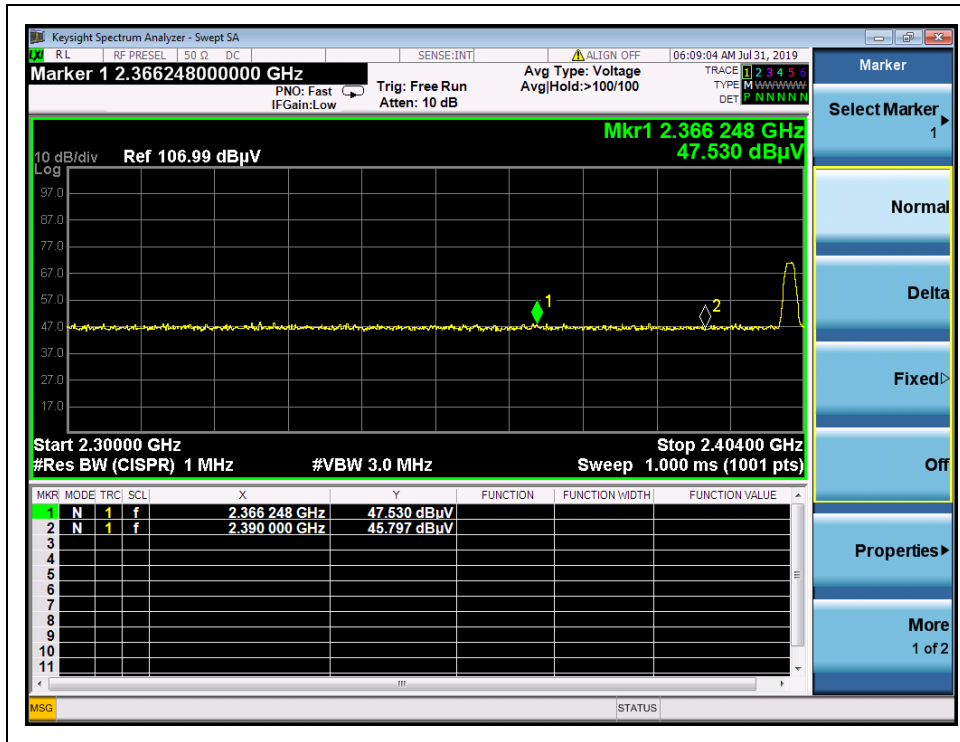 Keysight Spectrum Analyzer - Swept SA
LXI RL RF PRESEL 50 Ω DC SENSE:INT ALIGN OFF 06:09:04 AM Jul 31, 2019
Marker 1 2.366248000000 GHz
PNO: Fast
IFGain:Low
Trig: Free Run
Atten: 10 dB
Avg Type: Voltage
Avg|Hold:>100/100
TRACE 1 2 3 4 5 6
TYPE M WWWWW
DET P N N N N N
Mkr1 2.366 248 GHz
47.530 dBµV
10 dB/div Ref 106.99 dBµV
Log
97.0
87.0
77.0
67.0
57.0
47.0
37.0
27.0
17.0
1
2
Start 2.30000 GHz Stop 2.40400 GHz
#Res BW (CISPR) 1 MHz #VBW 3.0 MHz Sweep 1.000 ms (1001 pts)
MKR MODE TRC SCL X Y FUNCTION FUNCTION WIDTH FUNCTION VALUE
1 N 1 f 2.366 248 GHz 47.530 dBµV
2 N 1 f 2.390 000 GHz 45.797 dBµV
3
4
5
6
7
8
9
10
11
MSG STATUS
Marker
Select Marker
1
Normal
Delta
Fixed
Off
Properties
More
1 of 2